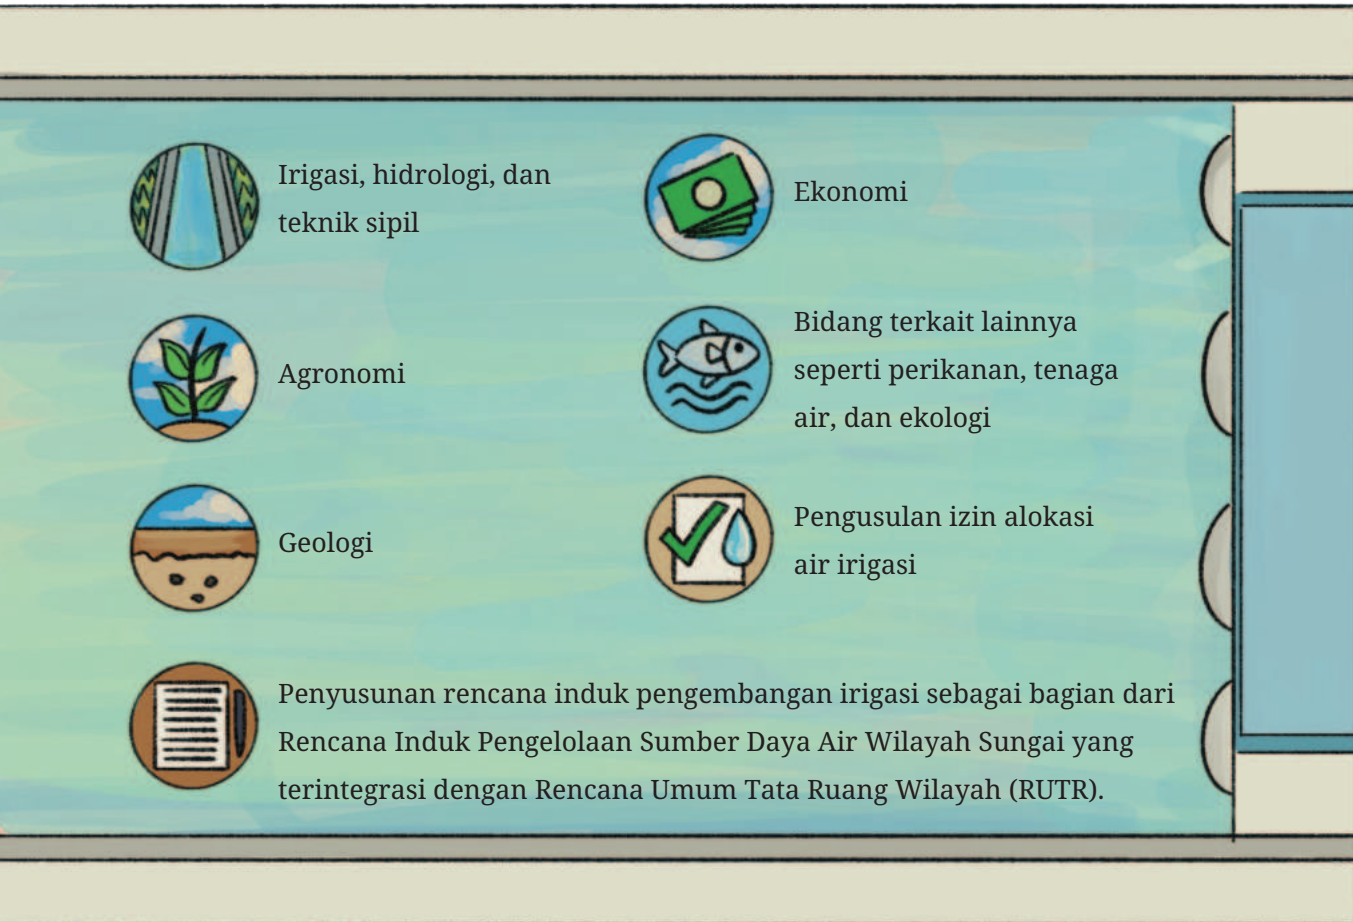 Irigasi, hidrologi, dan
teknik sipil
Agronomi
Geologi
Ekonomi
Bidang terkait lainnya
seperti perikanan, tenaga
air, dan ekologi
Pengusulan izin alokasi
air irigasi
Penyusunan rencana induk pengembangan irigasi sebagai bagian dari
Rencana Induk Pengelolaan Sumber Daya Air Wilayah Sungai yang
terintegrasi dengan Rencana Umum Tata Ruang Wilayah (RUTR).